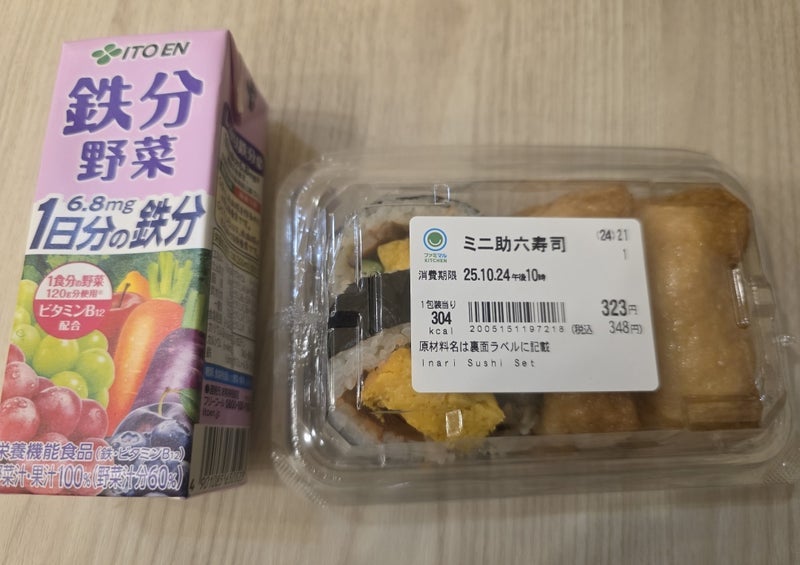 ITO EN
鉄分
野菜
6.8mg
1日分の鉄分
1食分の野菜
120g分使用※
ビタミンB12
配合
栄養機能食品(鉄・ビタミンB12)
菜汁・果汁100%(野菜汁分60%)
itoen.jp
ファミマル
KITCHEN
ミニ助六寿司
(24)21
1
消費期限 25.10.24 午後10時
1包装当り
304
kcal
2005151197218
323円
(税込 348円)
原材料名は裏面ラベルに記載
Inari Sushi Set